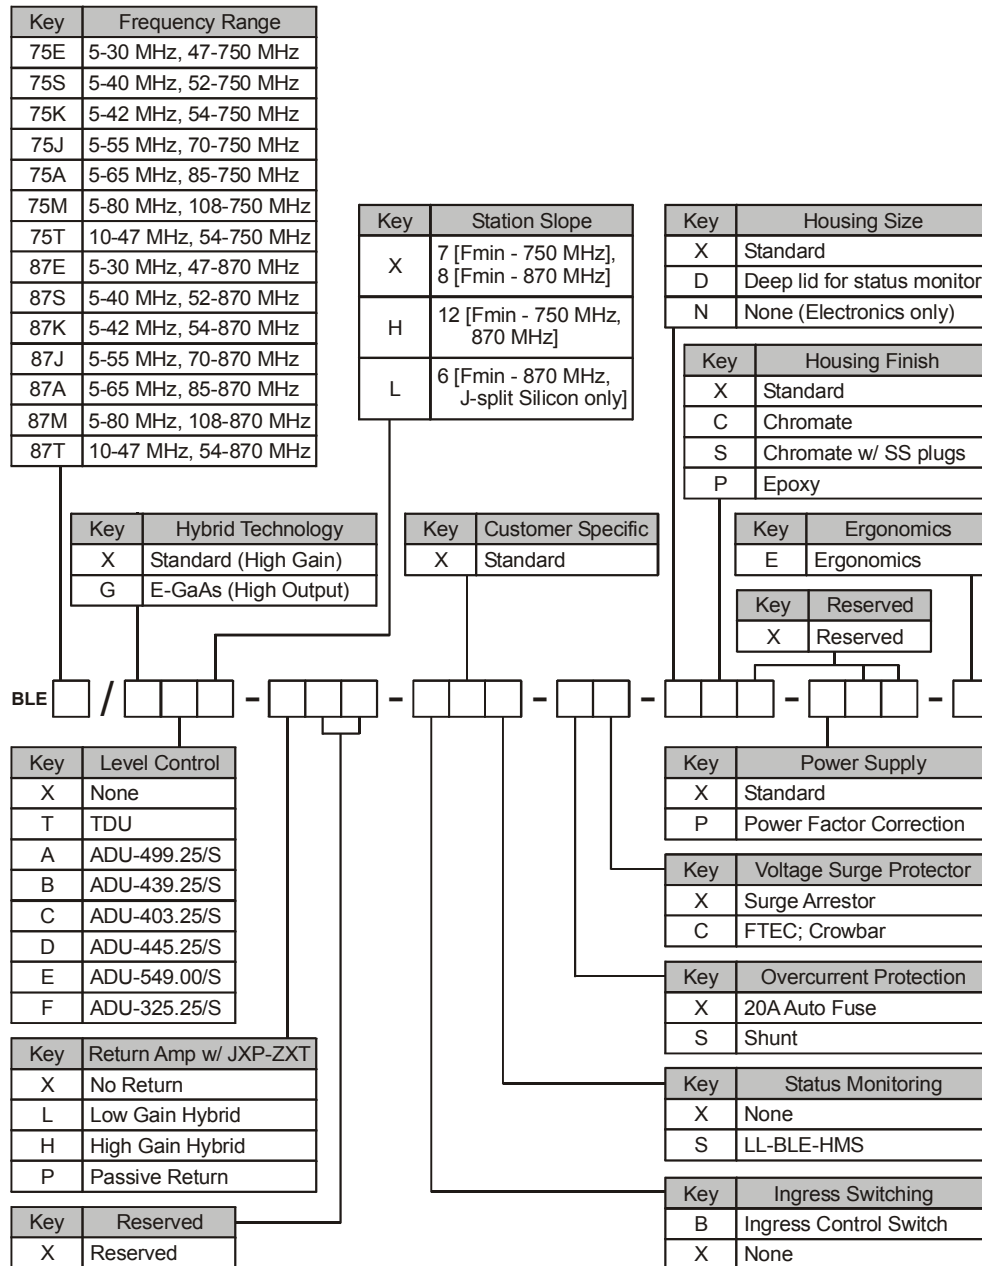 Key Frequency Range
75E 5-30 MHz, 47-750 MHz
75S 5-40 MHz, 52-750 MHz
75K 5-42 MHz, 54-750 MHz
75J 5-55 MHz, 70-750 MHz
75A 5-65 MHz, 85-750 MHz
75M 5-80 MHz, 108-750 MHz
75T 10-47 MHz, 54-750 MHz
87E 5-30 MHz, 47-870 MHz
87S 5-40 MHz, 52-870 MHz
87K 5-42 MHz, 54-870 MHz
87J 5-55 MHz, 70-870 MHz
87A 5-65 MHz, 85-870 MHz
87M 5-80 MHz, 108-870 MHz
87T 10-47 MHz, 54-870 MHz
Key Station Slope
X 7 [Fmin - 750 MHz],
8 [Fmin - 870 MHz]
H 12 [Fmin - 750 MHz,
870 MHz]
L 6 [Fmin - 870 MHz,
J-split Silicon only]
Key Housing Size
X Standard
D Deep lid for status monitor
N None (Electronics only)
Key Housing Finish
X Standard
C Chromate
S Chromate w/ SS plugs
P Epoxy
Key Hybrid Technology
X Standard (High Gain)
G E-GaAs (High Output)
Key Customer Specific
X Standard
Key Ergonomics
E Ergonomics
Key Reserved
X Reserved
BLE / - - - - -
Key Level Control
X None
T TDU
A ADU-499.25/S
B ADU-439.25/S
C ADU-403.25/S
D ADU-445.25/S
E ADU-549.00/S
F ADU-325.25/S
Key Return Amp w/ JXP-ZXT
X No Return
L Low Gain Hybrid
H High Gain Hybrid
P Passive Return
Key Reserved
X Reserved
Key Power Supply
X Standard
P Power Factor Correction
Key Voltage Surge Protector
X Surge Arrestor
C FTEC; Crowbar
Key Overcurrent Protection
X 20A Auto Fuse
S Shunt
Key Status Monitoring
X None
S LL-BLE-HMS
Key Ingress Switching
B Ingress Control Switch
X None